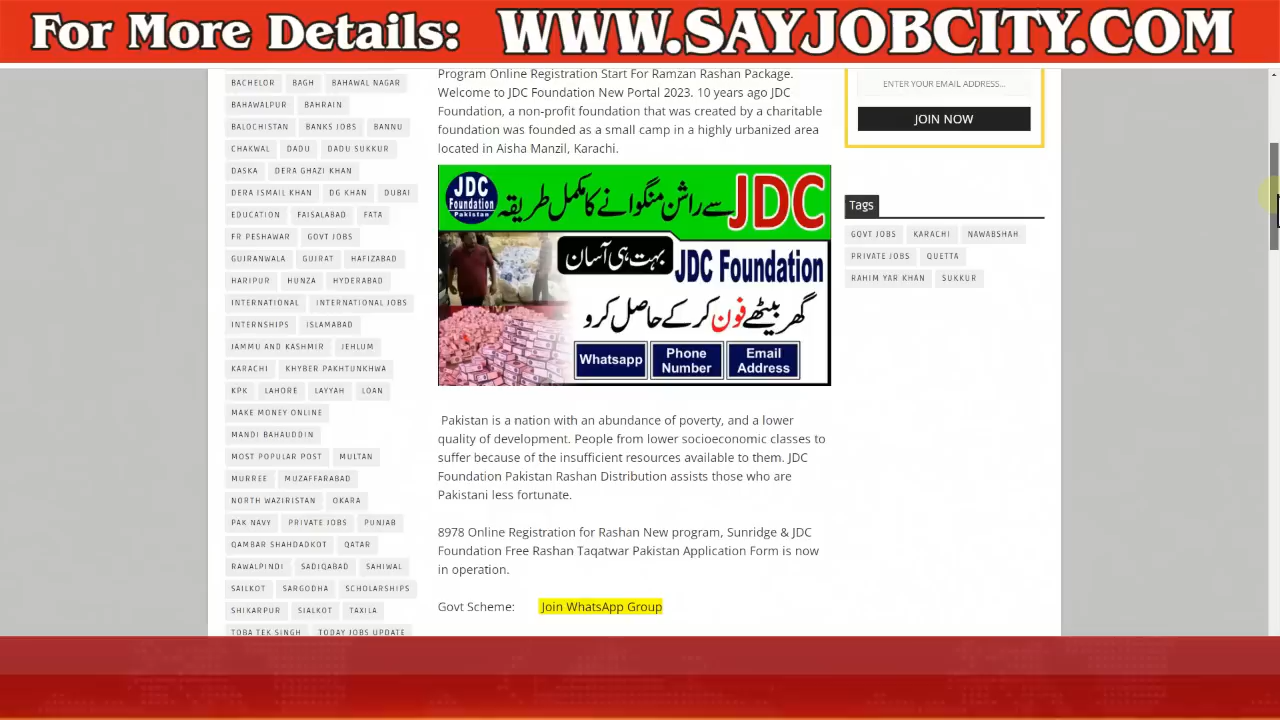 For More Details: WWW.SAYJOBCITY.COM
BACHELOR BAGH BAHAWAL NAGAR
BAHAWALPUR BAHRAIN
BALOCHISTAN BANKS JOBS BANNU
CHAKWAL DADU DADU SUKKUR
DASKA DERA GHAZI KHAN
DERA ISMAIL KHAN DG KHAN DUBAI
EDUCATION FAISALABAD FATA
FR PESHAWAR GOVT JOBS
GUJRANWALA GUJRAT HAFIZABAD
HARIPUR HUNZA HYDERABAD
INTERNATIONAL INTERNATIONAL JOBS
INTERNSHIPS ISLAMABAD
JAMMU AND KASHMIR JEHLUM
KARACHI KHYBER PAKHTUNKHWA
KPK LAHORE LAYYAH LOAN
MAKE MONEY ONLINE
MANDI BAHAUDDIN
MOST POPULAR POST MULTAN
MURREE MUZAFFARABAD
NORTH WAZIRISTAN OKARA
PAK NAVY PRIVATE JOBS PUNJAB
QAMBAR SHAHDADKOT QATAR
RAWALPINDI SADIQABAD SAHIWAL
SAILKOT SARGODHA SCHOLARSHIPS
SHIKARPUR SIALKOT TAXILA
TOBA TEK SINGH TODAY JOBS UPDATE
Program Online Registration Start For Ramzan Rashan Package.
Welcome to JDC Foundation New Portal 2023. 10 years ago JDC
Foundation, a non-profit foundation that was created by a charitable
foundation was founded as a small camp in a highly urbanized area
located in Aisha Manzil, Karachi.
JDC
Foundation
Pakistan
JDC سے راشن منگوانے کا مکمل طریقہ
بہت ہی آسان
JDC Foundation
گھر بیٹھے فون کر کے حاصل کرو
Whatsapp
Phone
Number
Email
Address
Pakistan is a nation with an abundance of poverty, and a lower
quality of development. People from lower socioeconomic classes to
suffer because of the insufficient resources available to them. JDC
Foundation Pakistan Rashan Distribution assists those who are
Pakistani less fortunate.
8978 Online Registration for Rashan New program, Sunridge & JDC
Foundation Free Rashan Taqatwar Pakistan Application Form is now
in operation.
Govt Scheme: Join WhatsApp Group
ENTER YOUR EMAIL ADDRESS...
JOIN NOW
Tags
GOVT JOBS KARACHI NAWABSHAH
PRIVATE JOBS QUETTA
RAHIM YAR KHAN SUKKUR